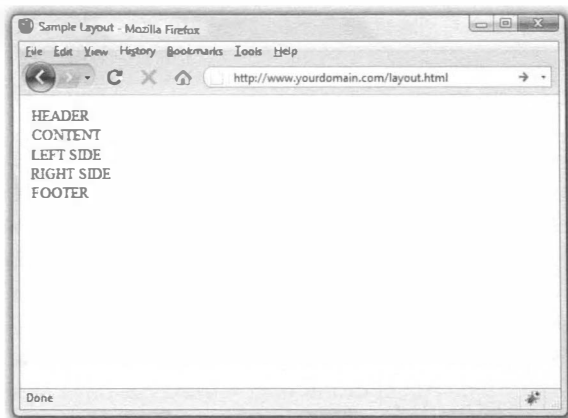 Sample Layout - Mozilla Firefox
File Edit View History Bookmarks Tools Help
http://www.yourdomain.com/layout.html
HEADER
CONTENT
LEFT SIDE
RIGHT SIDE
FOOTER
Done